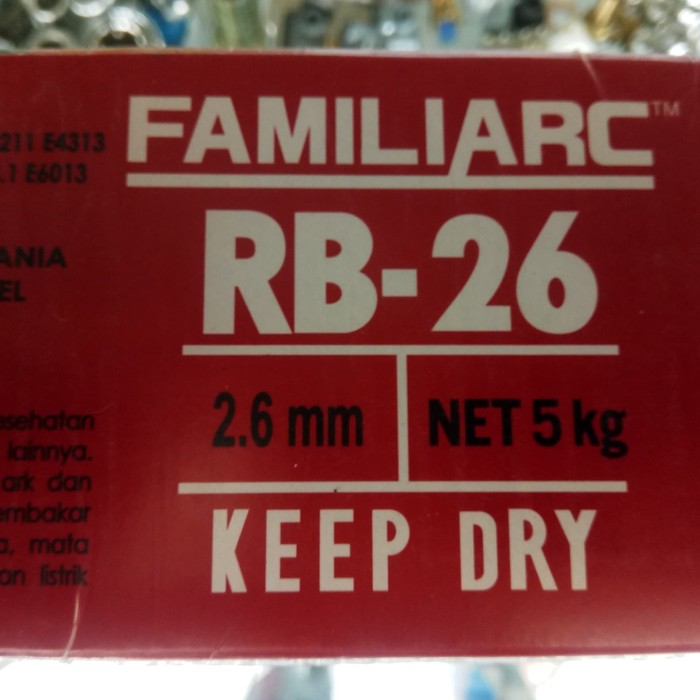 FAMILIARC™
211 E4313
.1 E6013
RB-26
ANIA
EL
2.6 mm NET 5 kg
KEEP DRY
esehatan
lainnya.
ark dan
embakar
a, mata
an listrik